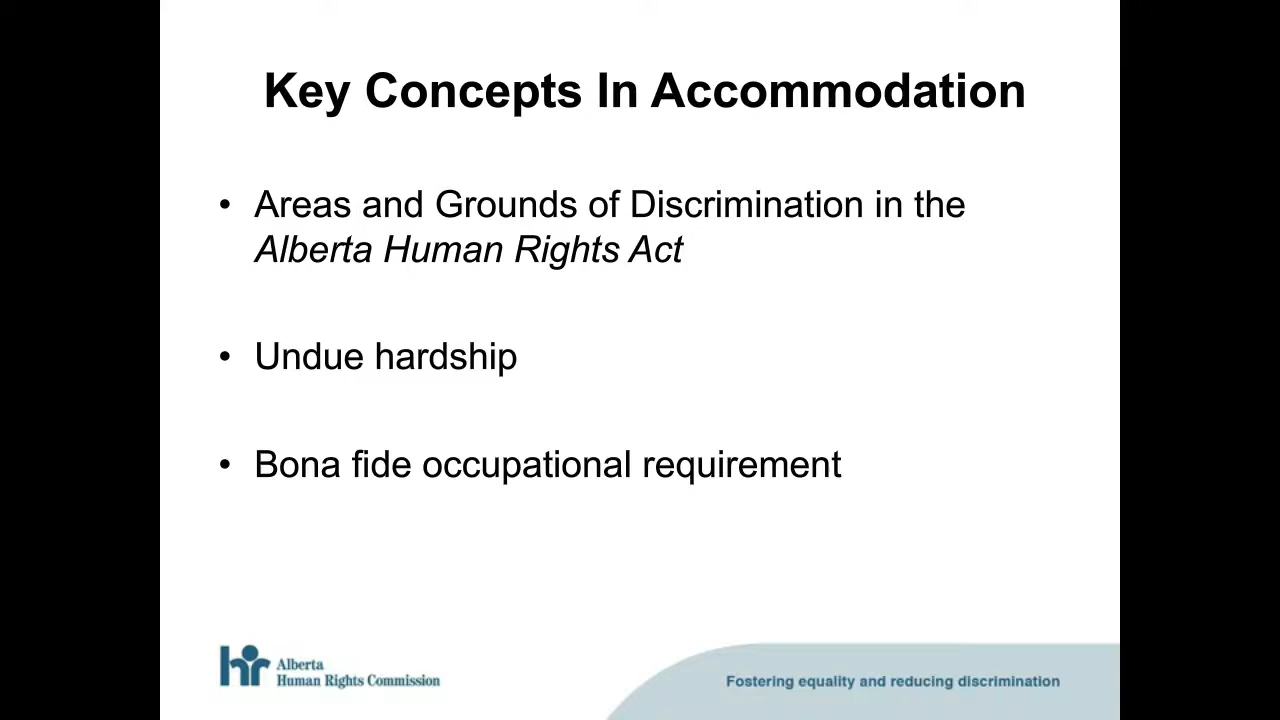 Key Concepts In Accommodation
• Areas and Grounds of Discrimination in the
Alberta Human Rights Act
• Undue hardship
• Bona fide occupational requirement
hr Alberta
Human Rights Commission
Fostering equality and reducing discrimination